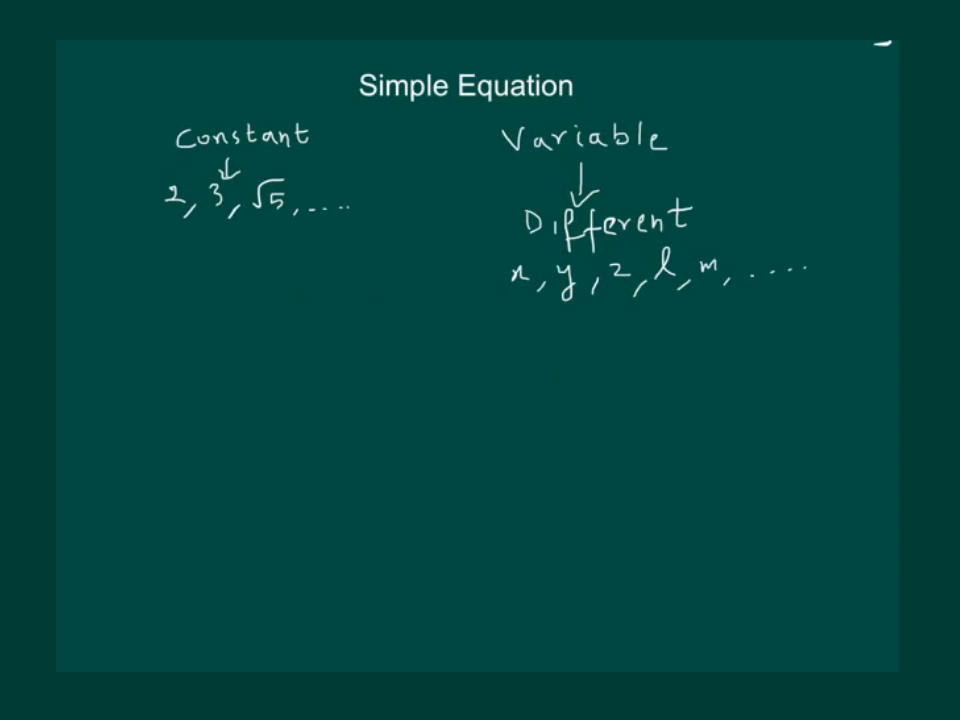 Simple Equation
Constant
2, 3, √5, ....
Variable
↓
Different
x, y, z, l, m, ....